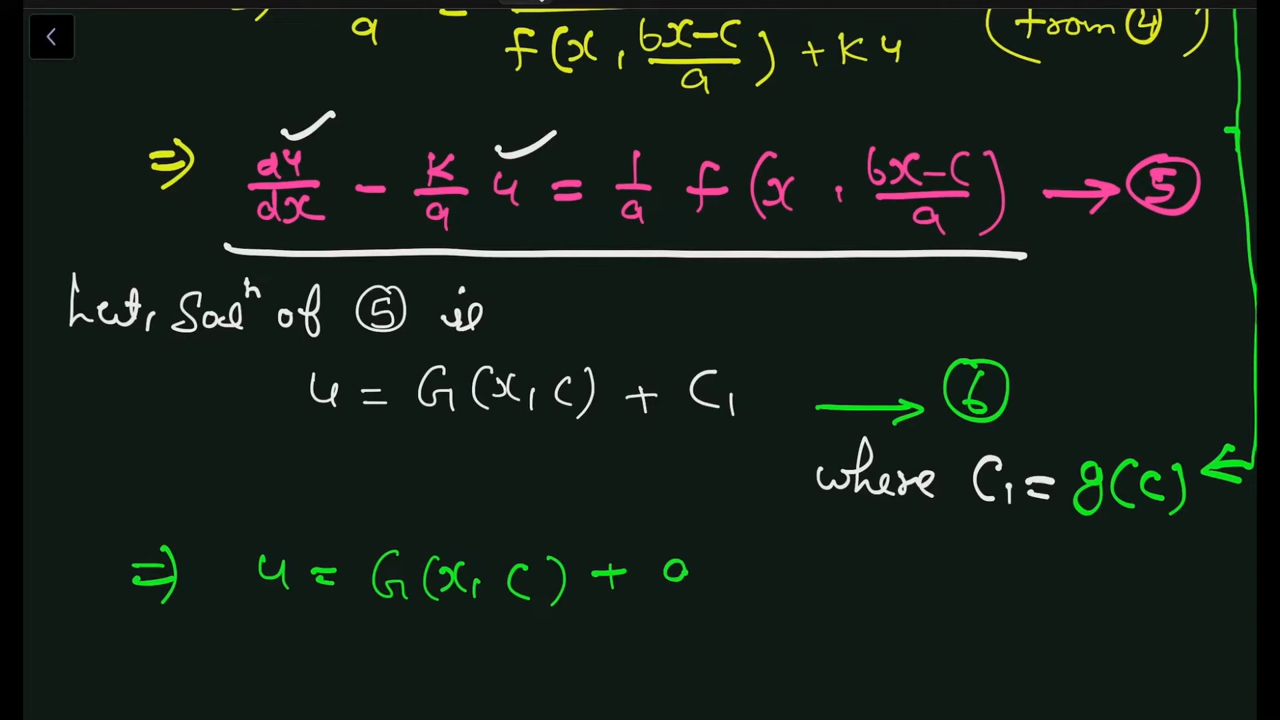 ⇒ a = f(x, bx-c/a) + Ku (from ④)
⇒ du/dx - K/a u = 1/a f(x, bx-c/a) → ⑤
Let, Soln of ⑤ is
u = G(x, c) + C1 → ⑥
where C1 = g(c)
⇒ u = G(x, c) +